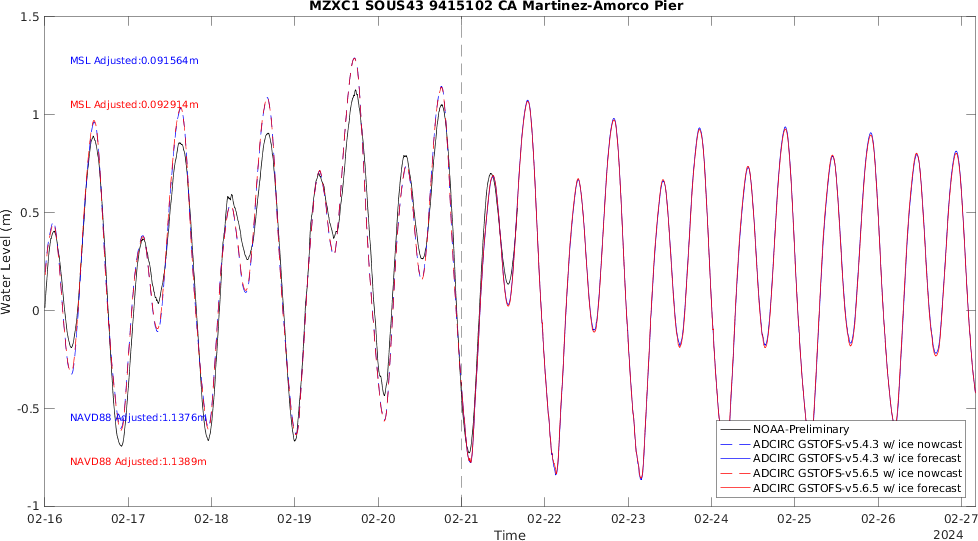 MZXC1 SOUS43 9415102 CA Martinez-Amorco Pier
1.5
1
0.5
0
-0.5
-1
Water Level (m)
MSL Adjusted:0.091564m
MSL Adjusted:0.092914m
NAVD88 Adjusted:1.1376m
NAVD88 Adjusted:1.1389m
NOAA-Preliminary
ADCIRC GSTOFS-v5.4.3 w/ ice nowcast
ADCIRC GSTOFS-v5.4.3 w/ ice forecast
ADCIRC GSTOFS-v5.6.5 w/ ice nowcast
ADCIRC GSTOFS-v5.6.5 w/ ice forecast
02-16 02-17 02-18 02-19 02-20 02-21 02-22 02-23 02-24 02-25 02-26 02-27
Time
2024